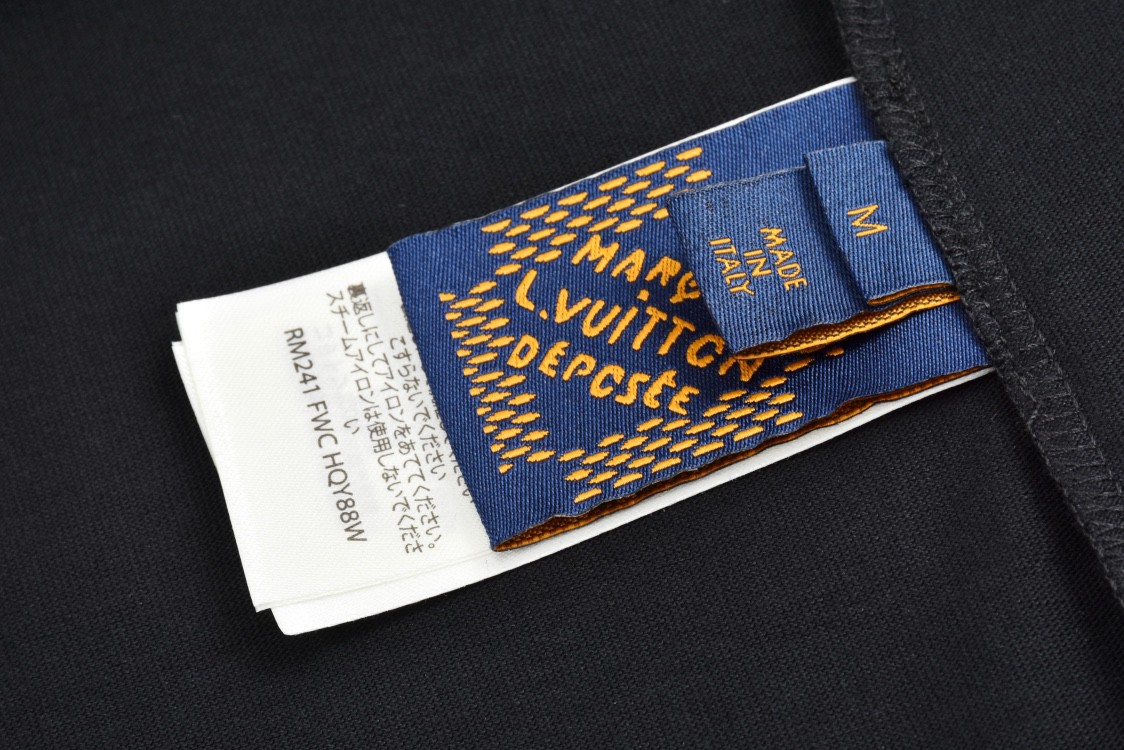 MADE
IN
ITALY
M
L.VUITTON
DEPOSte
こすらないでください
裏返しにしてアイロンをあててください。
スチームアイロンは使用しないでくださ
い
RM241 FWC HQY88W